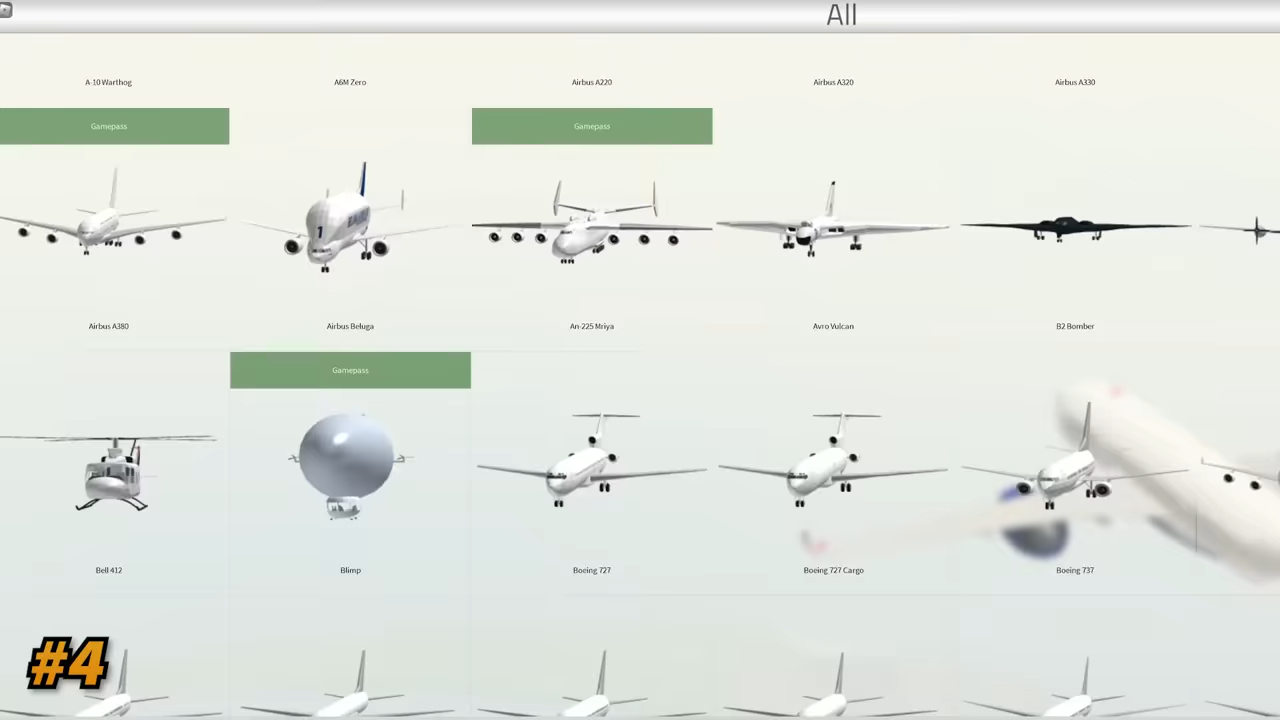 All
A-10 Warthog
A6M Zero
Airbus A220
Airbus A320
Airbus A330
Gamepass
Gamepass
1
Airbus A380
Airbus Beluga
An-225 Mriya
Avro Vulcan
B2 Bomber
Gamepass
Bell 412
Blimp
Boeing 727
Boeing 727 Cargo
Boeing 737
#4